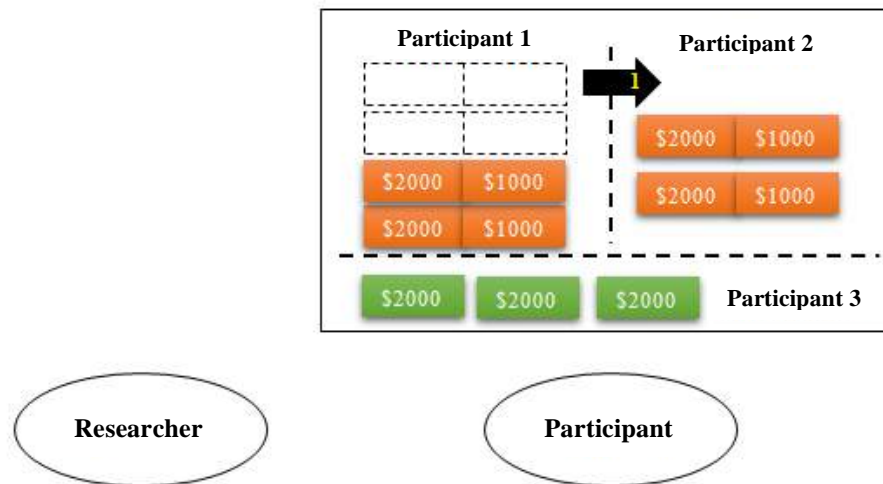 Participant 1
Participant 2
1
$2000 $1000
$2000 $1000
$2000 $1000
$2000 $1000
$2000 $2000 $2000 Participant 3
Researcher
Participant